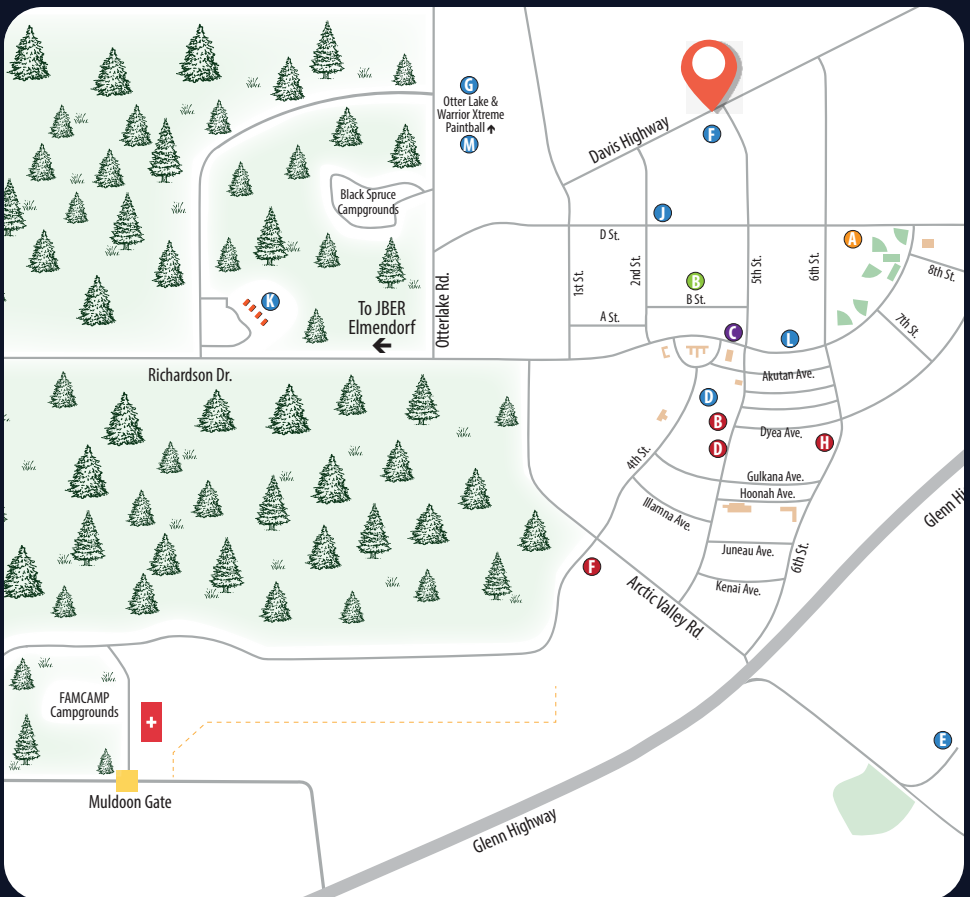 G
Otter Lake &
Warrior Xtreme
Paintball
M
Davis Highway
F
Black Spruce
Campgrounds
J
D St.
A
1st St.
2nd St.
5th St.
6th St.
8th St.
B
B St.
A St.
7th St.
K
To JBER
Elmendorf
Otterlake Rd.
C
L
Richardson Dr.
Akutan Ave.
D
B
Dyea Ave.
H
D
4th St.
Gulkana Ave.
Hoonah Ave.
Illamna Ave.
Glenn Hi
Juneau Ave.
6th St.
F
Kenai Ave.
Arctic Valley Rd.
FAMCAMP
Campgrounds
+
E
Muldoon Gate
Glenn Highway